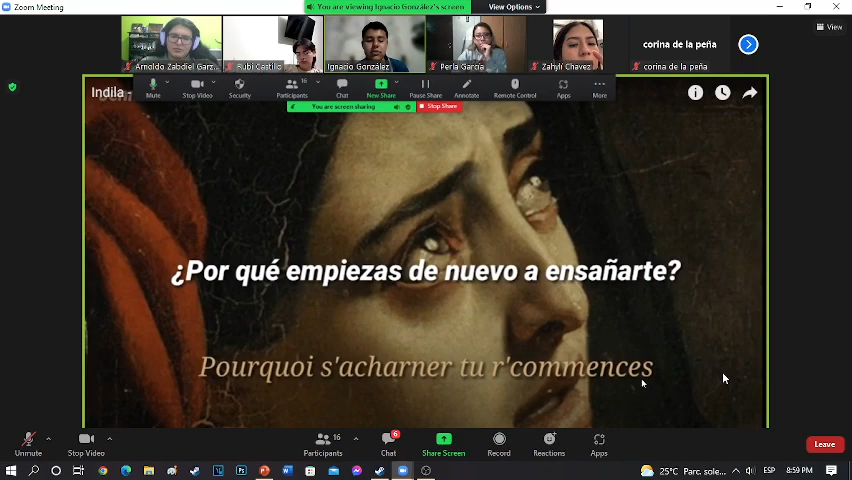 Zoom Meeting
You are viewing Ignacio González's screen
View Options
View
Arnoldo Zabdiel Garz...
Rubi Castillo
Ignacio González
Perla García
Zahyli Chavez
corina de la peña
corina de la peña
Mute
Stop Video
Security
16
Participants
Chat
New Share
Pause Share
Annotate
Remote Control
Apps
More
You are screen sharing
Stop Share
Indila -
¿Por qué empiezas de nuevo a ensañarte?
Pourquoi s'acharner tu r'commences
Unmute
Stop Video
16
Participants
6
Chat
Share Screen
Record
Reactions
Apps
Leave
25°C Parc. sole...
ESP
8:59 PM